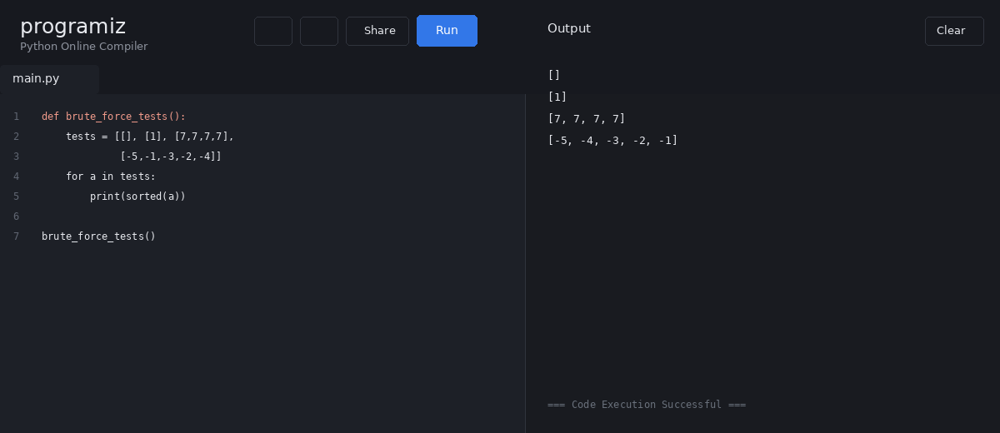 programiz
Python Online Compiler
Share
Run
Output
Clear
main.py
1 def brute_force_tests():
2     tests = [[], [1], [7,7,7,7],
3              [-5,-1,-3,-2,-4]]
4     for a in tests:
5         print(sorted(a))
6
7 brute_force_tests()
[]
[1]
[7, 7, 7, 7]
[-5, -4, -3, -2, -1]
=== Code Execution Successful ===